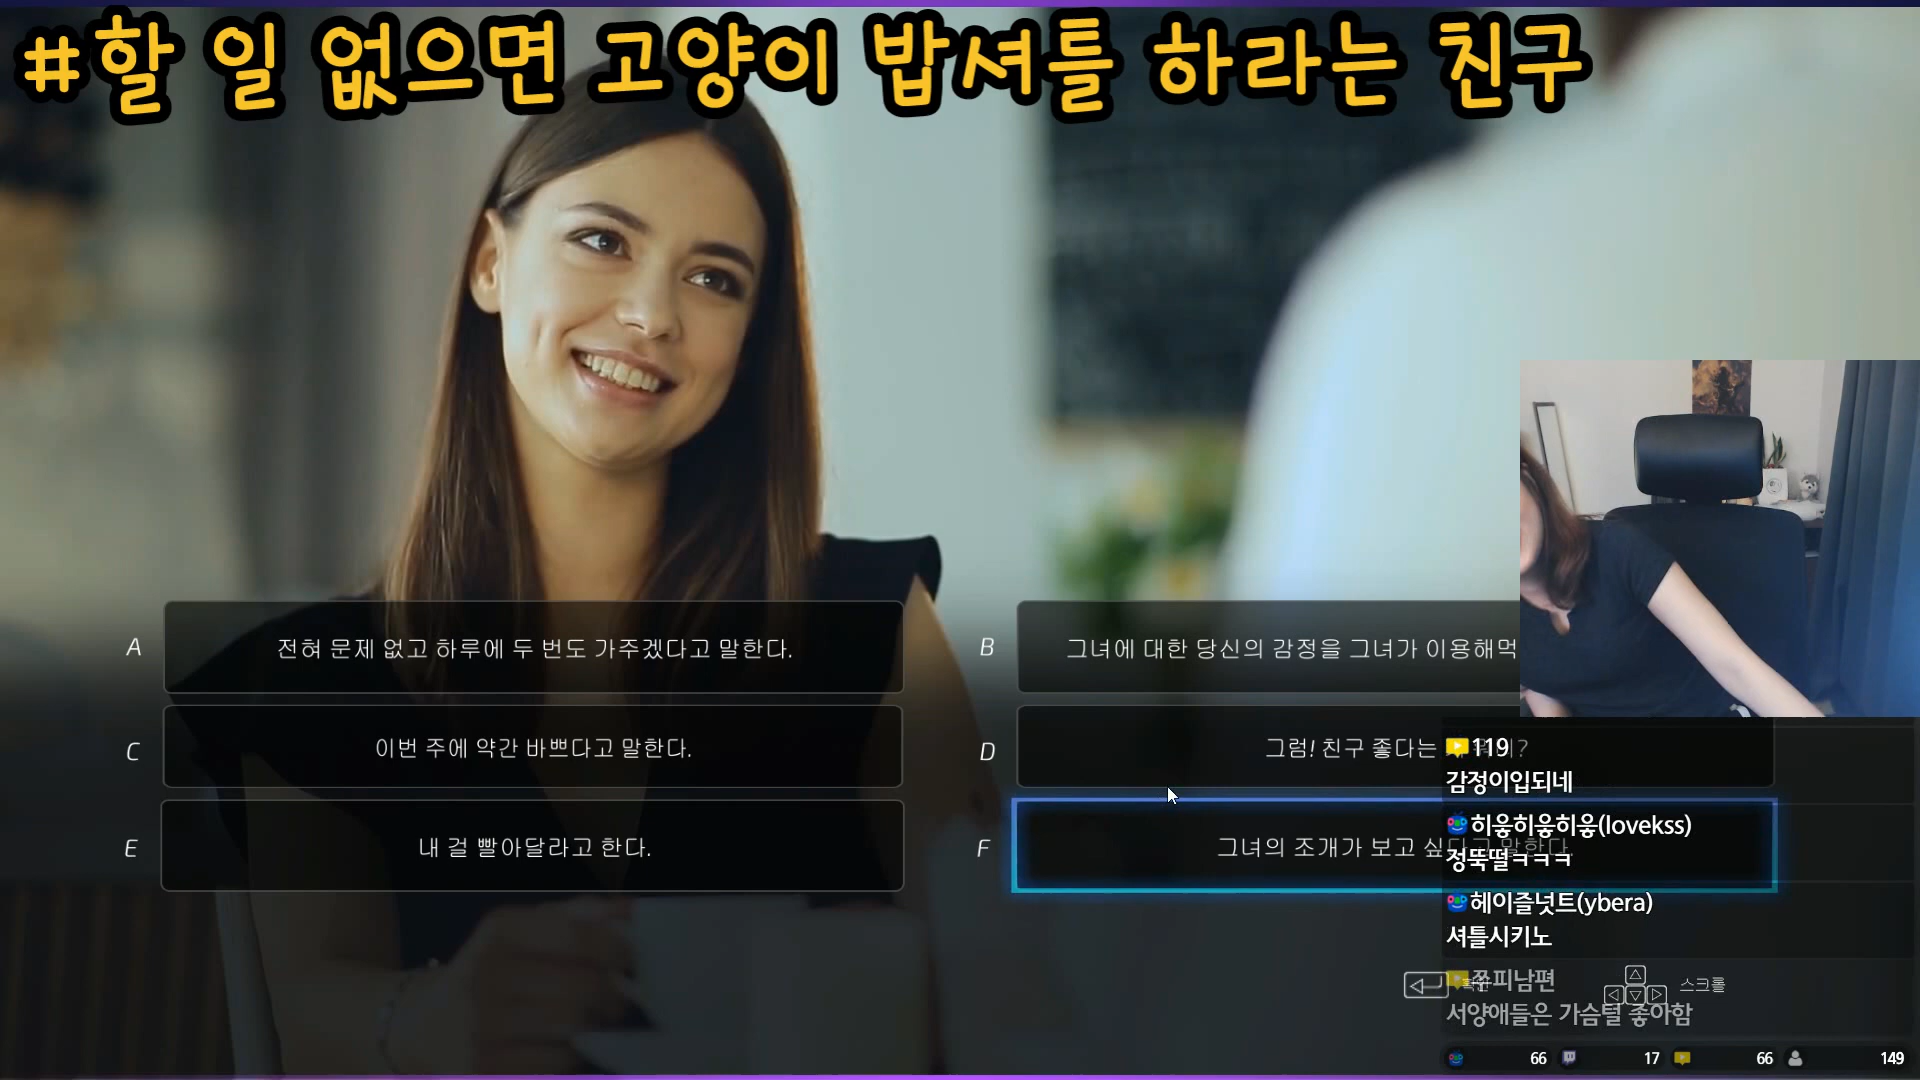 #할 일 없으면 고양이 밥셔틀 하라는 친구
A 전혀 문제 없고 하루에 두 번도 가주겠다고 말한다.
B 그녀에 대한 당신의 감정을 그녀가 이용해먹
C 이번 주에 약간 바쁘다고 말한다.
D 그럼! 친구 좋다는
E 내 걸 빨아달라고 한다.
F 그녀의 조개가 보고 싶다고 말한다.
119
감정이입되네
히융히융히융(lovekss)
정뚝떨ㅋㅋㅋ
헤이즐넛트(ybera)
셔틀시키노
쭈피남편
서양애들은 가슴털 좋아함
스크롤
66 17 66 149